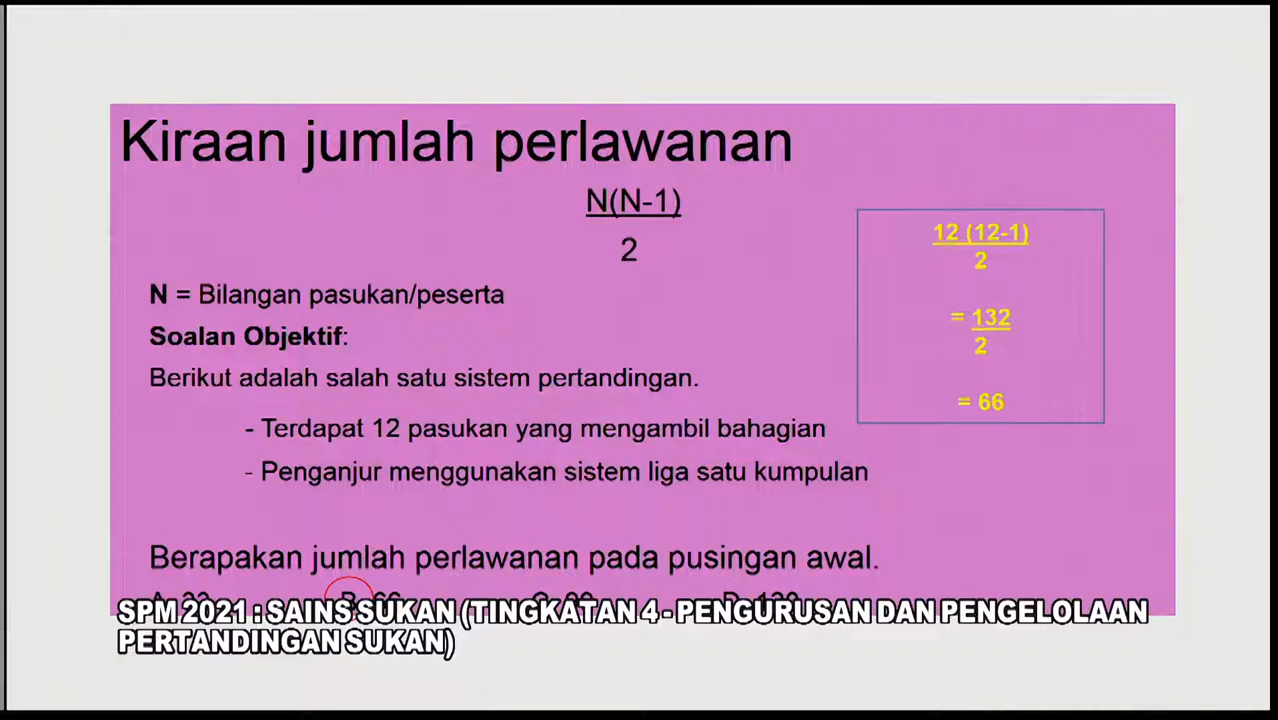 Kiraan jumlah perlawanan
N(N-1)
2
12 (12-1)
2
= 132
2
= 66
N = Bilangan pasukan/peserta
Soalan Objektif:
Berikut adalah salah satu sistem pertandingan.
- Terdapat 12 pasukan yang mengambil bahagian
- Penganjur menggunakan sistem liga satu kumpulan
Berapakan jumlah perlawanan pada pusingan awal.
SPM 2021 : SAINS SUKAN (TINGKATAN 4 - PENGURUSAN DAN PENGELOLAAN
PERTANDINGAN SUKAN)